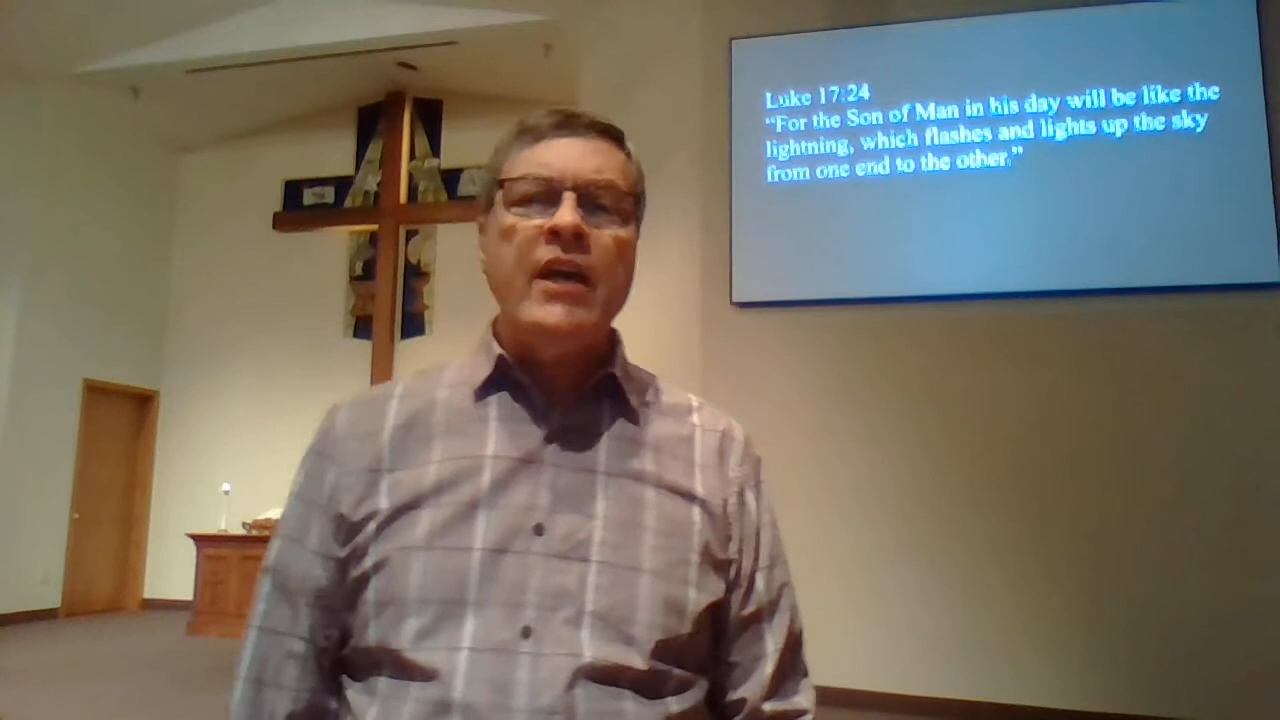 Luke 17:24
“For the Son of Man in his day will be like the
lightning, which flashes and lights up the sky
from one end to the other.”